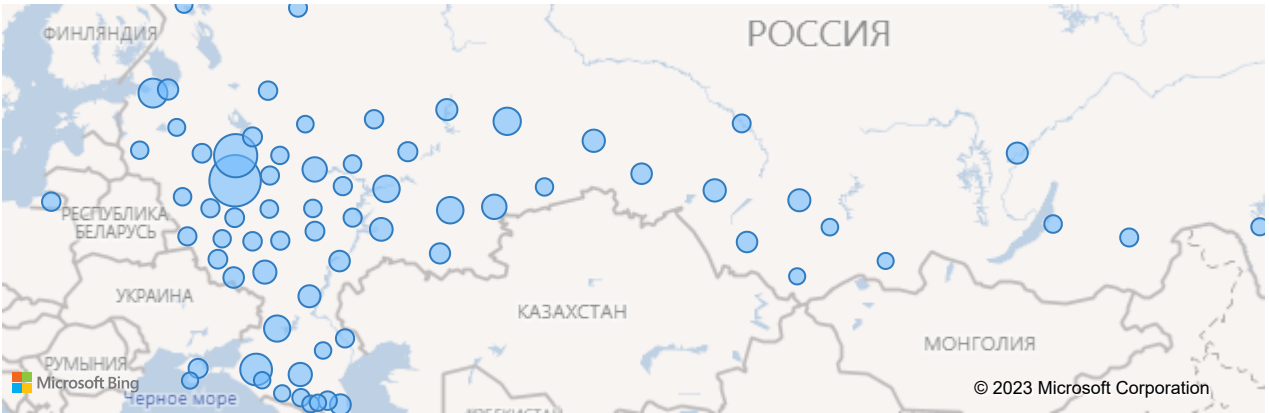 РОССИЯ
ФИНЛЯНДИЯ
РЕСПУБЛИКА
БЕЛАРУСЬ
УКРАИНА
КАЗАХСТАН
МОНГОЛИЯ
РУМЫНИЯ
Microsoft Bing
© 2023 Microsoft Corporation
Черное море